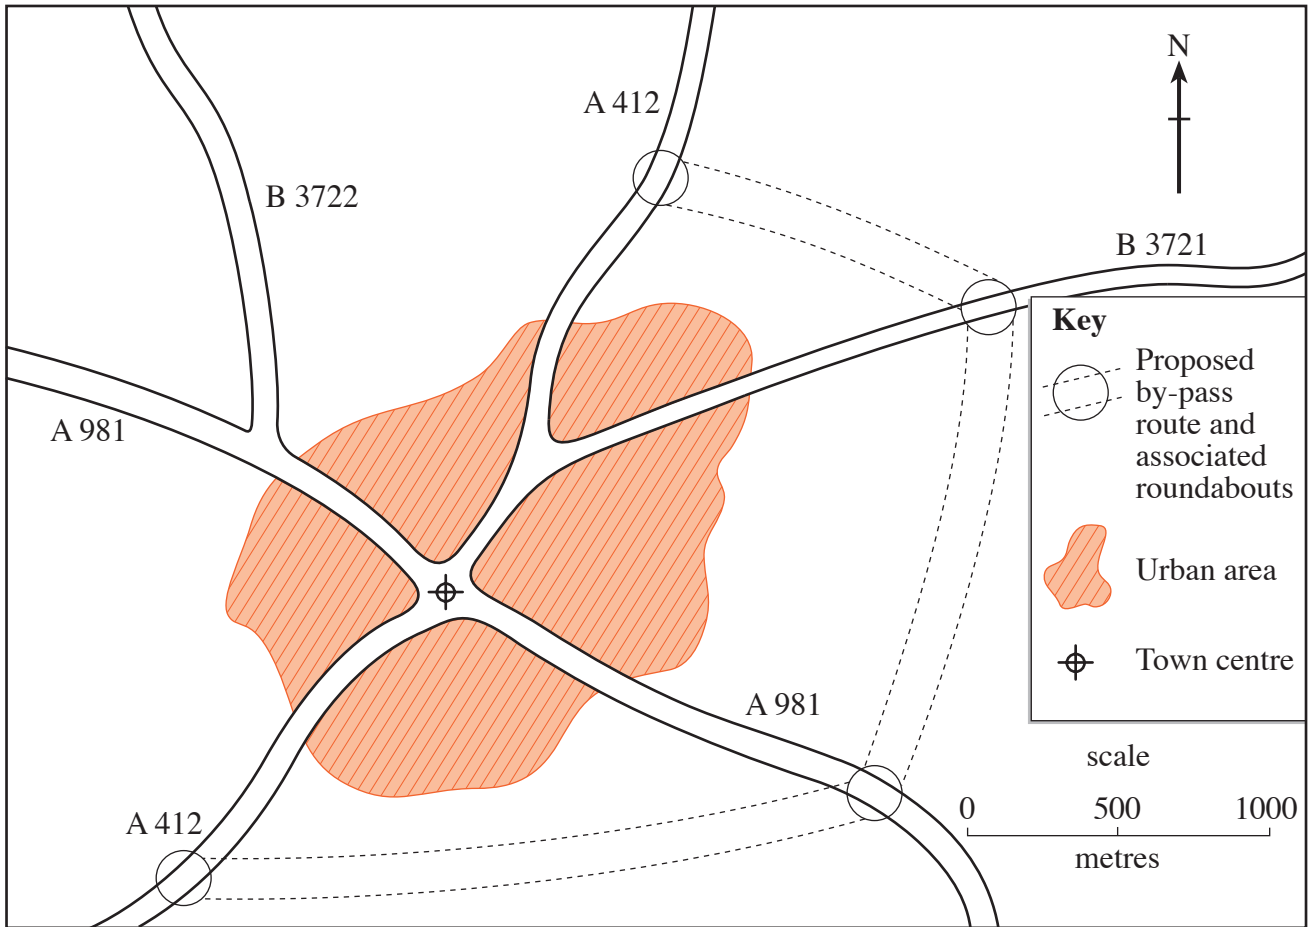 N
A 412
B 3722
B 3721
A 981
Key
Proposed
by-pass
route and
associated
roundabouts
Urban area
Town centre
A 981
scale
0 500 1000
metres
A 412